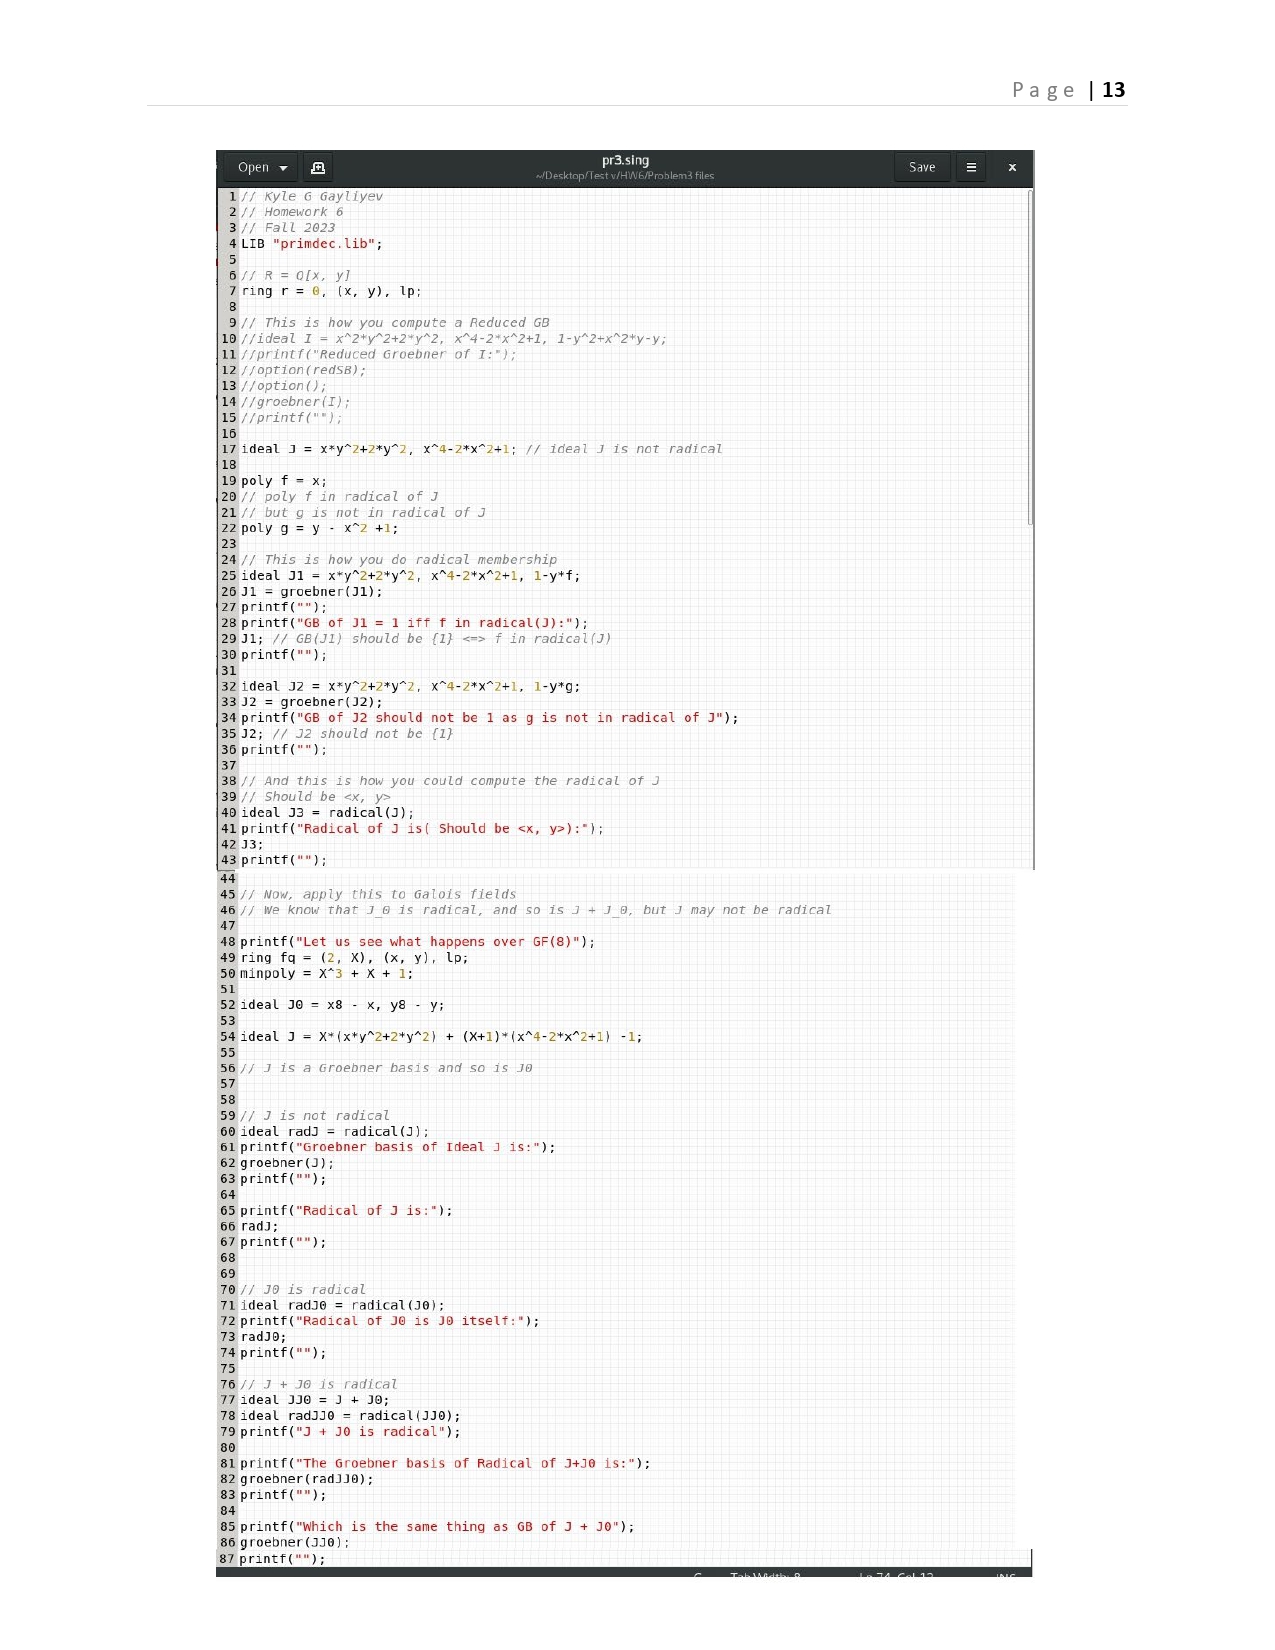 Page | 13
Open
pr3.sing
Save
~/Desktop/Test v/HW6/Problem3 files
1 // Kyle G Gayliyev
2 // Homework 6
3 // Fall 2023
4 LIB "primdec.lib";
5
6 // R = Q[x, y]
7 ring r = 0, (x, y), lp;
8
9 // This is how you compute a Reduced GB
10 //ideal I = x^2*y^2+2*y^2, x^4-2*x^2+1, 1-y^2+x^2*y-y;
11 //printf("Reduced Groebner of I:");
12 //option(redSB);
13 //option();
14 //groebner(I);
15 //printf("");
16
17 ideal J = x*y^2+2*y^2, x^4-2*x^2+1; // ideal J is not radical
18
19 poly f = x;
20 // poly f in radical of J
21 // but g is not in radical of J
22 poly g = y - x^2 +1;
23
24 // This is how you do radical membership
25 ideal J1 = x*y^2+2*y^2, x^4-2*x^2+1, 1-y*f;
26 J1 = groebner(J1);
27 printf("");
28 printf("GB of J1 = 1 iff f in radical(J):");
29 J1; // GB(J1) should be {1} <=> f in radical(J)
30 printf("");
31
32 ideal J2 = x*y^2+2*y^2, x^4-2*x^2+1, 1-y*g;
33 J2 = groebner(J2);
34 printf("GB of J2 should not be 1 as g is not in radical of J");
35 J2; // J2 should not be {1}
36 printf("");
37
38 // And this is how you could compute the radical of J
39 // Should be <x, y>
40 ideal J3 = radical(J);
41 printf("Radical of J is( Should be <x, y>):");
42 J3;
43 printf("");
44
45 // Now, apply this to Galois fields
46 // We know that J_0 is radical, and so is J + J_0, but J may not be radical
47
48 printf("Let us see what happens over GF(8)");
49 ring fq = (2, X), (x, y), lp;
50 minpoly = X^3 + X + 1;
51
52 ideal J0 = x8 - x, y8 - y;
53
54 ideal J = X*(x*y^2+2*y^2) + (X+1)*(x^4-2*x^2+1) -1;
55
56 // J is a Groebner basis and so is J0
57
58
59 // J is not radical
60 ideal radJ = radical(J);
61 printf("Groebner basis of Ideal J is:");
62 groebner(J);
63 printf("");
64
65 printf("Radical of J is:");
66 radJ;
67 printf("");
68
69
70 // J0 is radical
71 ideal radJ0 = radical(J0);
72 printf("Radical of J0 is J0 itself:");
73 radJ0;
74 printf("");
75
76 // J + J0 is radical
77 ideal JJ0 = J + J0;
78 ideal radJJ0 = radical(JJ0);
79 printf("J + J0 is radical");
80
81 printf("The Groebner basis of Radical of J+J0 is:");
82 groebner(radJJ0);
83 printf("");
84
85 printf("Which is the same thing as GB of J + J0");
86 groebner(JJ0);
87 printf("");